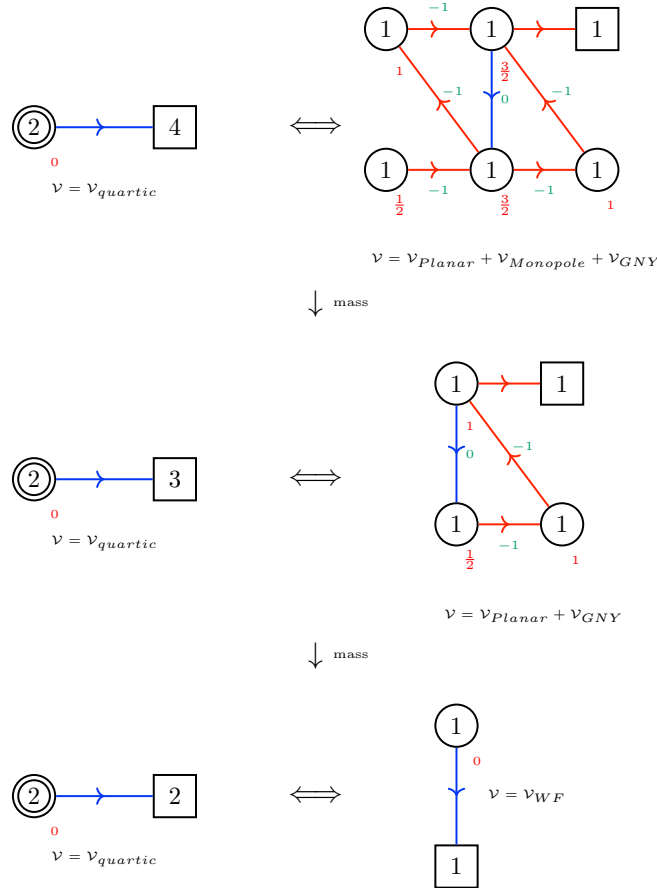 2 4
0
𝒱 = 𝒱_quartic
⟺
−1
1 1 1
1 3/2
−1 0 −1
1 1 1
−1 −1
1/2 3/2 1
𝒱 = 𝒱_Planar + 𝒱_Monopole + 𝒱_GNY
↓ mass
2 3
0
𝒱 = 𝒱_quartic
⟺
1 1
1
0 −1
1 1
−1
1/2 1
𝒱 = 𝒱_Planar + 𝒱_GNY
↓ mass
2 2
0
𝒱 = 𝒱_quartic
⟺
1
0
𝒱 = 𝒱_WF
1